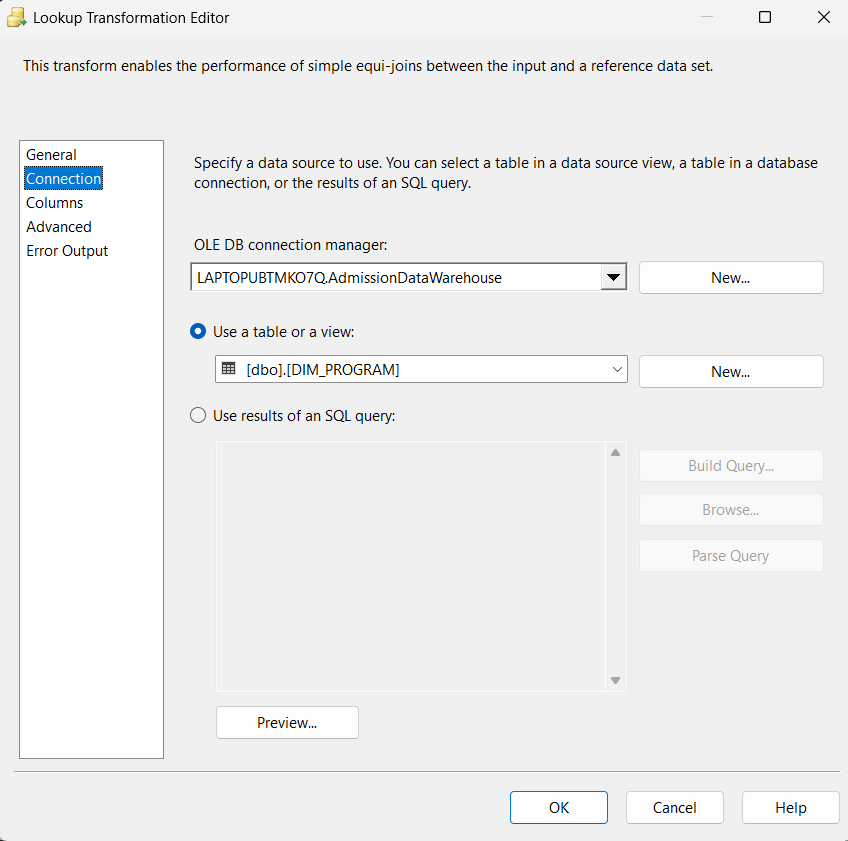 Lookup Transformation Editor
This transform enables the performance of simple equi-joins between the input and a reference data set.
General
Connection
Columns
Advanced
Error Output
Specify a data source to use. You can select a table in a data source view, a table in a database
connection, or the results of an SQL query.
OLE DB connection manager:
LAPTOPUBTMKO7Q.AdmissionDataWarehouse
New...
Use a table or a view:
[dbo].[DIM_PROGRAM]
New...
Use results of an SQL query:
Build Query...
Browse...
Parse Query
Preview...
OK
Cancel
Help